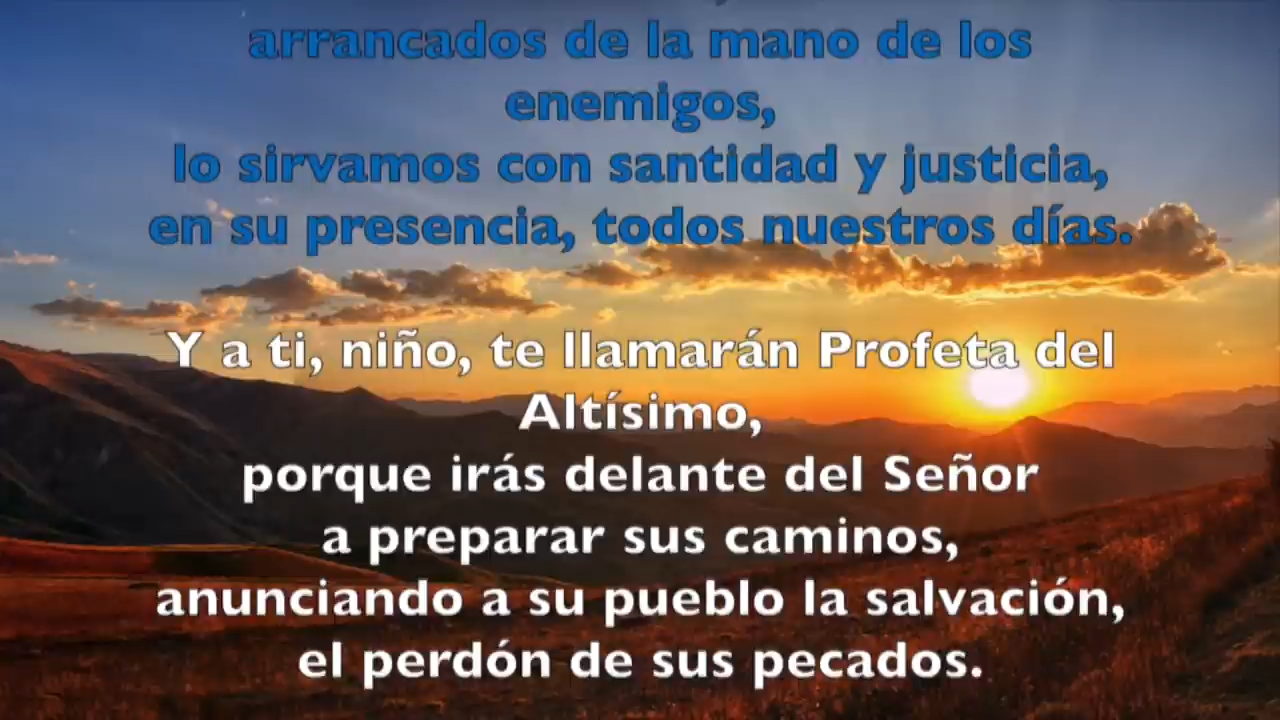 arrancados de la mano de los
enemigos,
lo sirvamos con santidad y justicia,
en su presencia, todos nuestros días.
Y a ti, niño, te llamarán Profeta del
Altísimo,
porque irás delante del Señor
a preparar sus caminos,
anunciando a su pueblo la salvación,
el perdón de sus pecados.